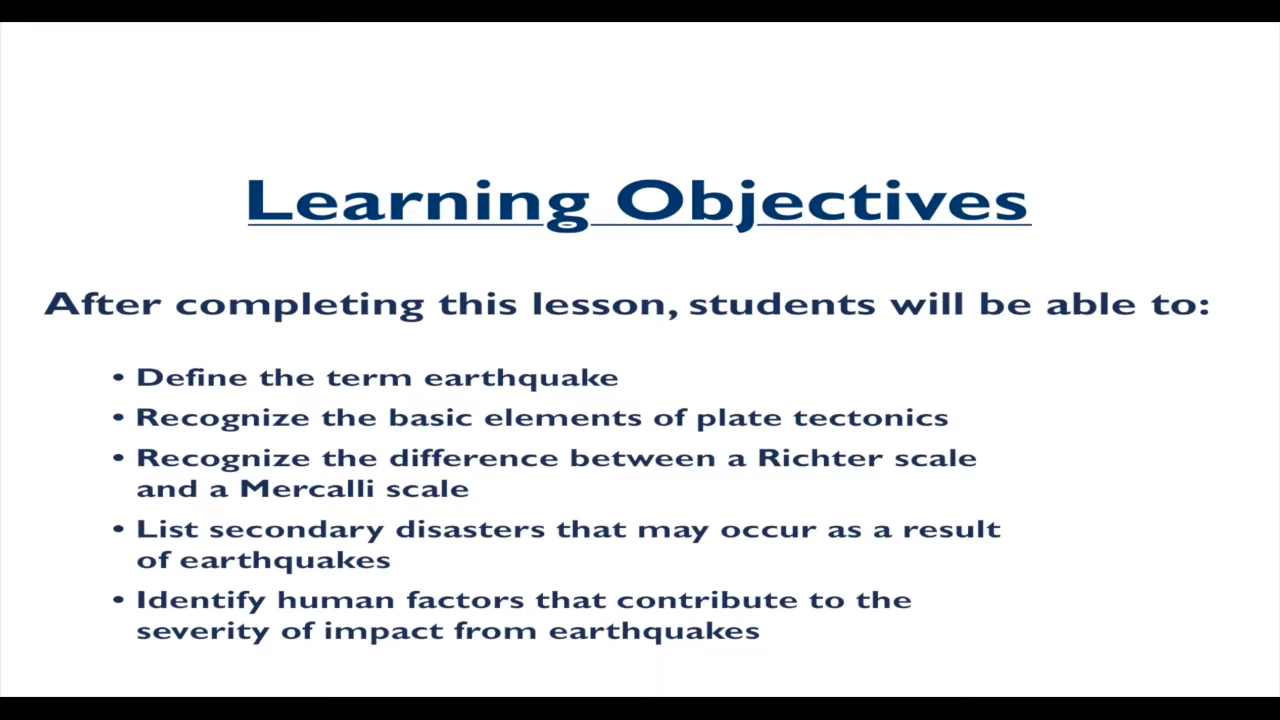 Learning Objectives
After completing this lesson, students will be able to:
• Define the term earthquake
• Recognize the basic elements of plate tectonics
• Recognize the difference between a Richter scale
and a Mercalli scale
• List secondary disasters that may occur as a result
of earthquakes
• Identify human factors that contribute to the
severity of impact from earthquakes